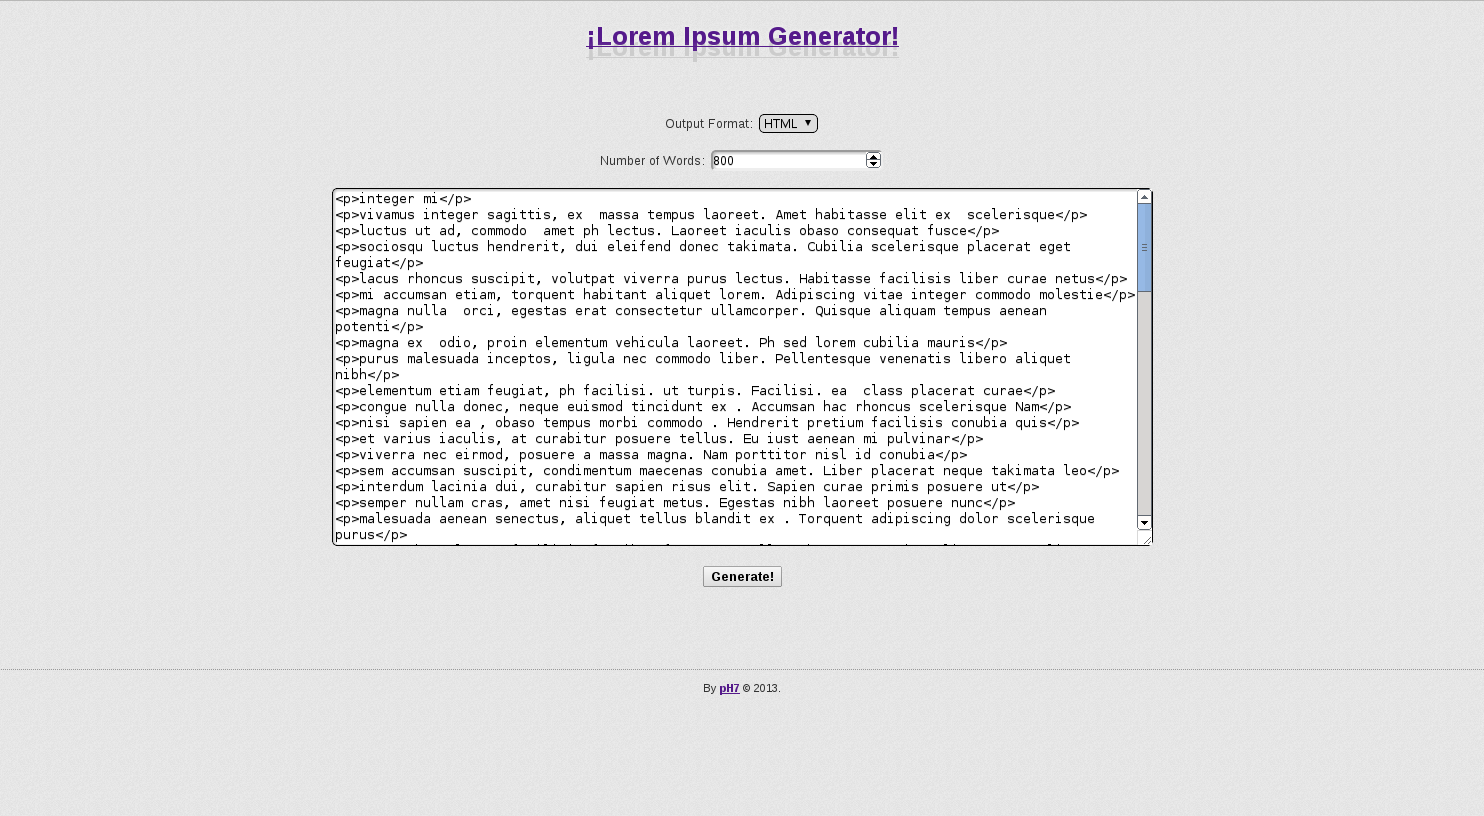 ¡Lorem Ipsum Generator!
Output Format: HTML
Number of Words: 800
<p>integer mi</p>
<p>vivamus integer sagittis, ex  massa tempus laoreet. Amet habitasse elit ex  scelerisque</p>
<p>luctus ut ad, commodo  amet ph lectus. Laoreet iaculis obaso consequat fusce</p>
<p>sociosqu luctus hendrerit, dui eleifend donec takimata. Cubilia scelerisque placerat eget
feugiat</p>
<p>lacus rhoncus suscipit, volutpat viverra purus lectus. Habitasse facilisis liber curae netus</p>
<p>mi accumsan etiam, torquent habitant aliquet lorem. Adipiscing vitae integer commodo molestie</p>
<p>magna nulla  orci, egestas erat consectetur ullamcorper. Quisque aliquam tempus aenean
potenti</p>
<p>magna ex  odio, proin elementum vehicula laoreet. Ph sed lorem cubilia mauris</p>
<p>purus malesuada inceptos, ligula nec commodo liber. Pellentesque venenatis libero aliquet
nibh</p>
<p>elementum etiam feugiat, ph facilisi. ut turpis. Facilisi. ea  class placerat curae</p>
<p>congue nulla donec, neque euismod tincidunt ex . Accumsan hac rhoncus scelerisque Nam</p>
<p>nisi sapien ea , obaso tempus morbi commodo . Hendrerit pretium facilisis conubia quis</p>
<p>et varius iaculis, at curabitur posuere tellus. Eu iust aenean mi pulvinar</p>
<p>viverra nec eirmod, posuere a massa magna. Nam porttitor nisl id conubia</p>
<p>sem accumsan suscipit, condimentum maecenas conubia amet. Liber placerat neque takimata leo</p>
<p>interdum lacinia dui, curabitur sapien risus elit. Sapien curae primis posuere ut</p>
<p>semper nullam cras, amet nisi feugiat metus. Egestas nibh laoreet posuere nunc</p>
<p>malesuada aenean senectus, aliquet tellus blandit ex . Torquent adipiscing dolor scelerisque
purus</p>
Generate!
By pH7 © 2013.